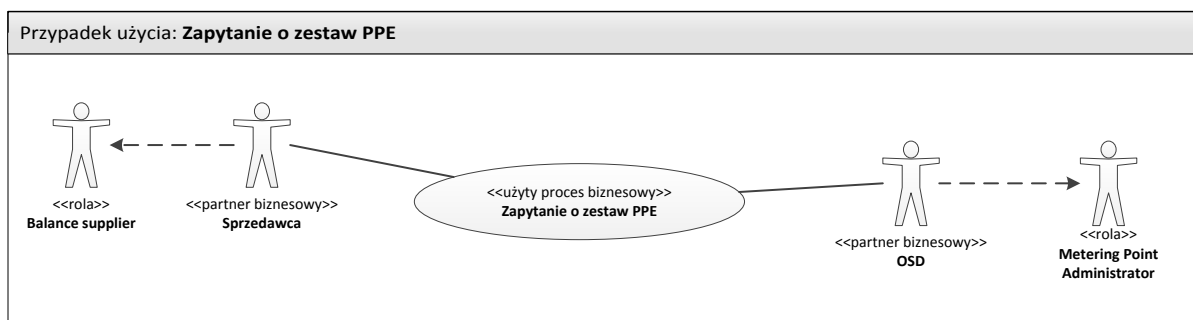 Przypadek użycia: Zapytanie o zestaw PPE
<<rola>>
Balance supplier
<<partner biznesowy>>
Sprzedawca
<<użyty proces biznesowy>>
Zapytanie o zestaw PPE
<<partner biznesowy>>
OSD
<<rola>>
Metering Point
Administrator